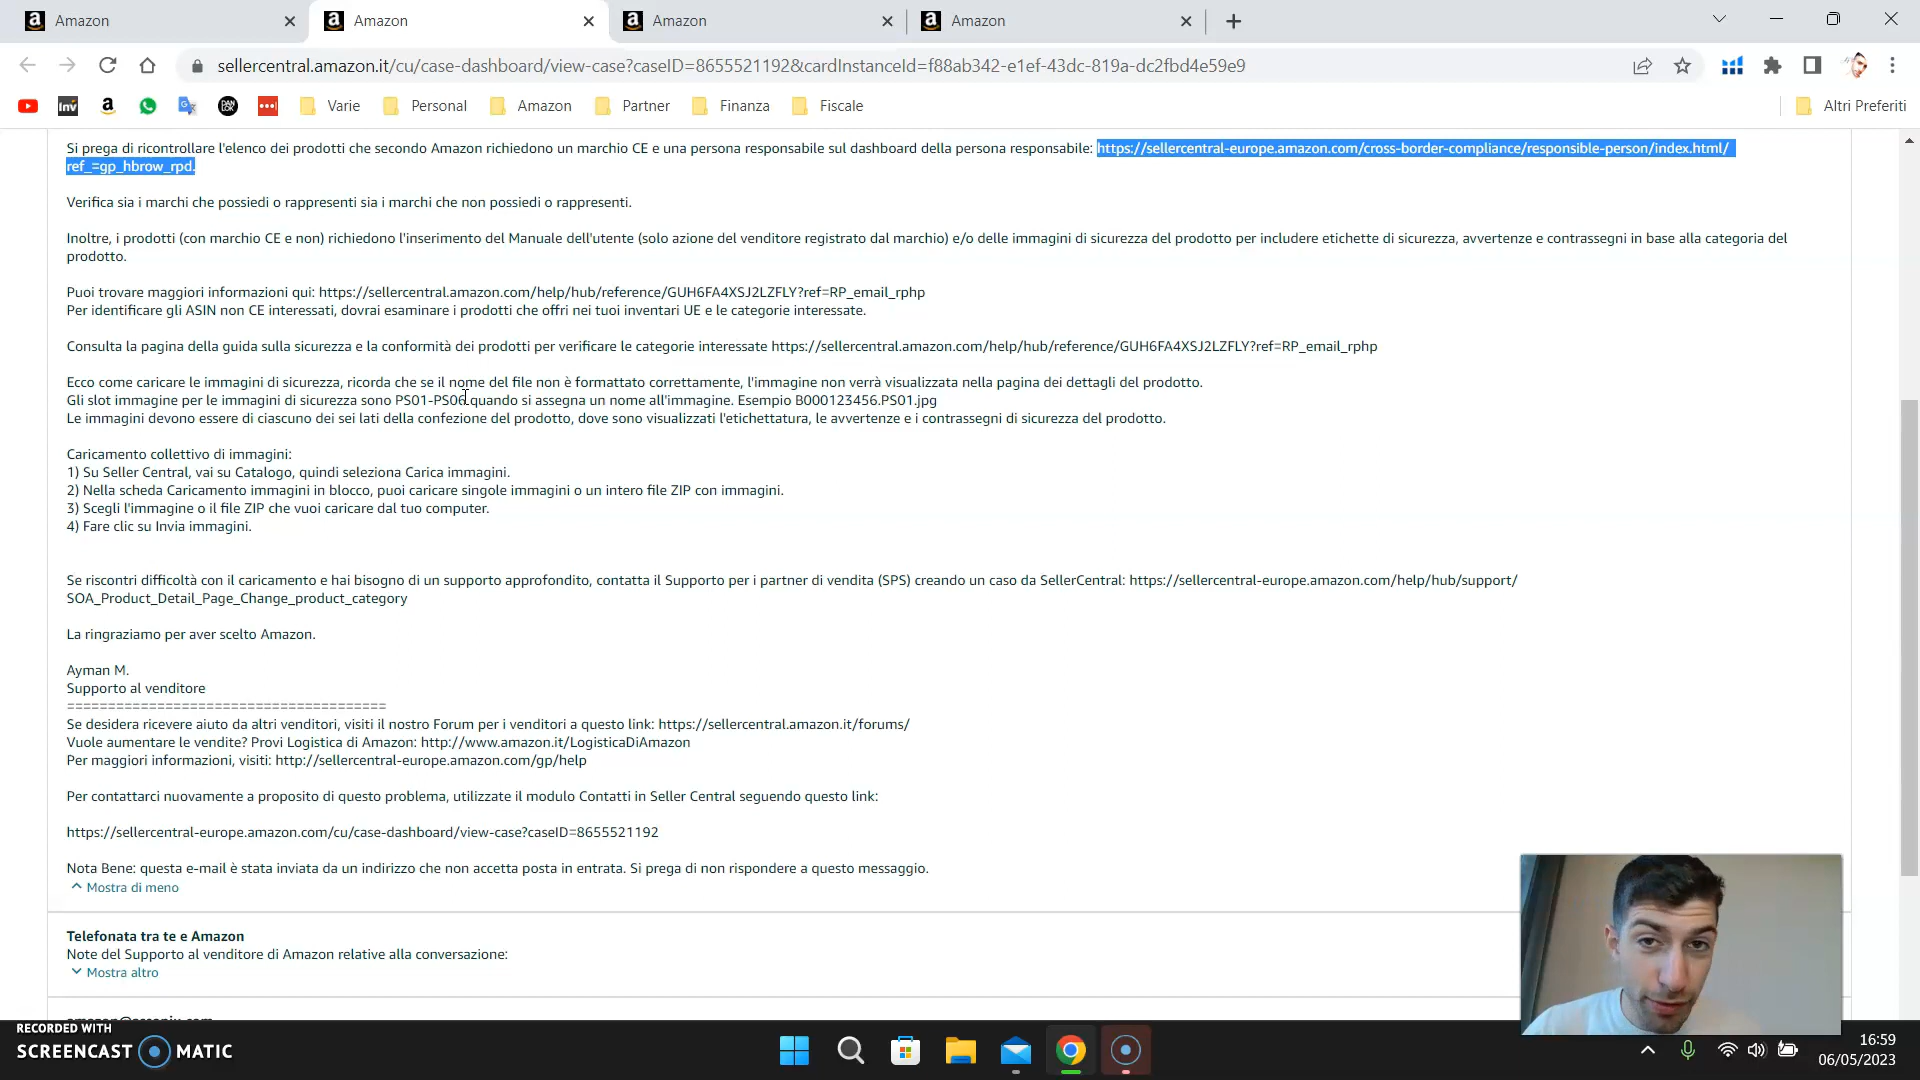 Amazon
Amazon
Amazon
Amazon
sellercentral.amazon.it/cu/case-dashboard/view-case?caseID=8655521192&cardInstanceId=f88ab342-e1ef-43dc-819a-dc2fbd4e59e9
Inv
DAN LOK
Varie
Personal
Amazon
Partner
Finanza
Fiscale
Altri Preferiti
Si prega di ricontrollare l'elenco dei prodotti che secondo Amazon richiedono un marchio CE e una persona responsabile sul dashboard della persona responsabile: https://sellercentral-europe.amazon.com/cross-border-compliance/responsible-person/index.html/
ref_=gp_hbrow_rpd.
Verifica sia i marchi che possiedi o rappresenti sia i marchi che non possiedi o rappresenti.
Inoltre, i prodotti (con marchio CE e non) richiedono l'inserimento del Manuale dell'utente (solo azione del venditore registrato dal marchio) e/o delle immagini di sicurezza del prodotto per includere etichette di sicurezza, avvertenze e contrassegni in base alla categoria del
prodotto.
Puoi trovare maggiori informazioni qui: https://sellercentral.amazon.com/help/hub/reference/GUH6FA4XSJ2LZFLY?ref=RP_email_rphp
Per identificare gli ASIN non CE interessati, dovrai esaminare i prodotti che offri nei tuoi inventari UE e le categorie interessate.
Consulta la pagina della guida sulla sicurezza e la conformità dei prodotti per verificare le categorie interessate https://sellercentral.amazon.com/help/hub/reference/GUH6FA4XSJ2LZFLY?ref=RP_email_rphp
Ecco come caricare le immagini di sicurezza, ricorda che se il nome del file non è formattato correttamente, l'immagine non verrà visualizzata nella pagina dei dettagli del prodotto.
Gli slot immagine per le immagini di sicurezza sono PS01-PS06 quando si assegna un nome all'immagine. Esempio B000123456.PS01.jpg
Le immagini devono essere di ciascuno dei sei lati della confezione del prodotto, dove sono visualizzati l'etichettatura, le avvertenze e i contrassegni di sicurezza del prodotto.
Caricamento collettivo di immagini:
1) Su Seller Central, vai su Catalogo, quindi seleziona Carica immagini.
2) Nella scheda Caricamento immagini in blocco, puoi caricare singole immagini o un intero file ZIP con immagini.
3) Scegli l'immagine o il file ZIP che vuoi caricare dal tuo computer.
4) Fare clic su Invia immagini.
Se riscontri difficoltà con il caricamento e hai bisogno di un supporto approfondito, contatta il Supporto per i partner di vendita (SPS) creando un caso da SellerCentral: https://sellercentral-europe.amazon.com/help/hub/support/
SOA_Product_Detail_Page_Change_product_category
La ringraziamo per aver scelto Amazon.
Ayman M.
Supporto al venditore
=======================================
Se desidera ricevere aiuto da altri venditori, visiti il nostro Forum per i venditori a questo link: https://sellercentral.amazon.it/forums/
Vuole aumentare le vendite? Provi Logistica di Amazon: http://www.amazon.it/LogisticaDiAmazon
Per maggiori informazioni, visiti: http://sellercentral-europe.amazon.com/gp/help
Per contattarci nuovamente a proposito di questo problema, utilizzate il modulo Contatti in Seller Central seguendo questo link:
https://sellercentral-europe.amazon.com/cu/case-dashboard/view-case?caseID=8655521192
Nota Bene: questa e-mail è stata inviata da un indirizzo che non accetta posta in entrata. Si prega di non rispondere a questo messaggio.
Mostra di meno
Telefonata tra te e Amazon
Note del Supporto al venditore di Amazon relative alla conversazione:
Mostra altro
RECORDED WITH
SCREENCAST MATIC
16:59
06/05/2023